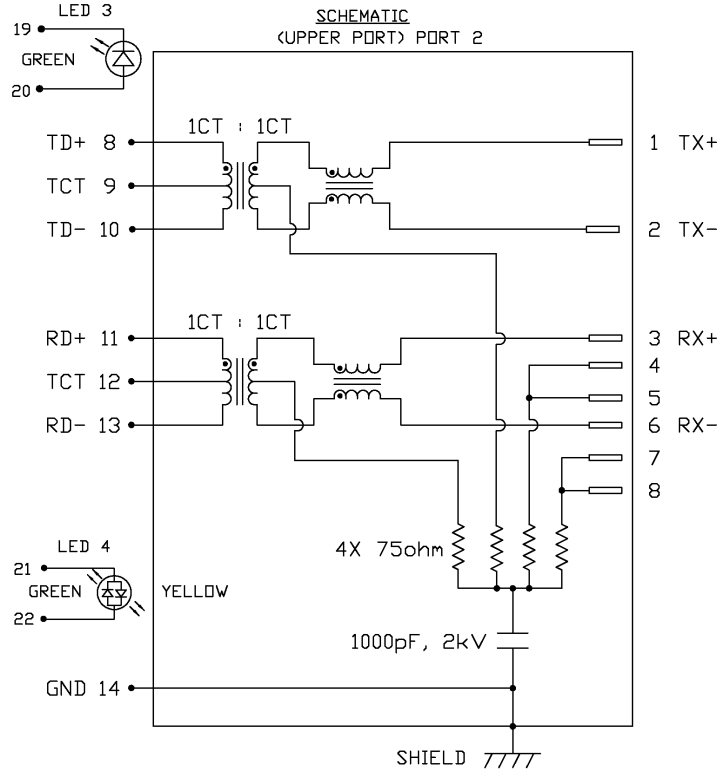 SCHEMATIC
(UPPER PORT) PORT 2
LED 3
19
GREEN
20
1CT : 1CT
TD+ 8
TCT 9
TD- 10
1 TX+
2 TX-
1CT : 1CT
RD+ 11
TCT 12
RD- 13
3 RX+
4
5
6 RX-
7
8
4X 75ohm
LED 4
21
GREEN
YELLOW
22
1000pF, 2kV
GND 14
SHIELD